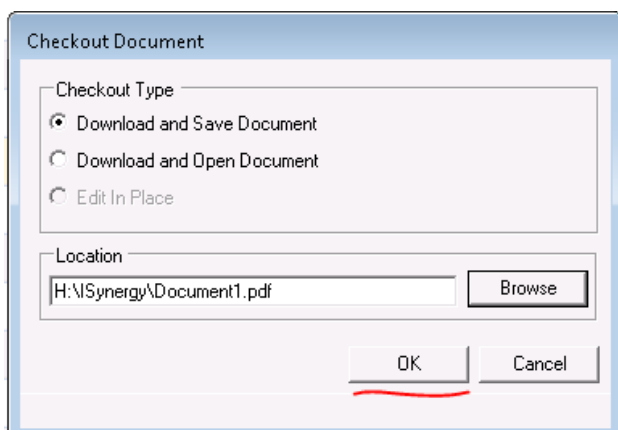 Checkout Document
Checkout Type
Download and Save Document
Download and Open Document
Edit In Place
Location
H:\ISynergy\Document1.pdf
Browse
OK
Cancel